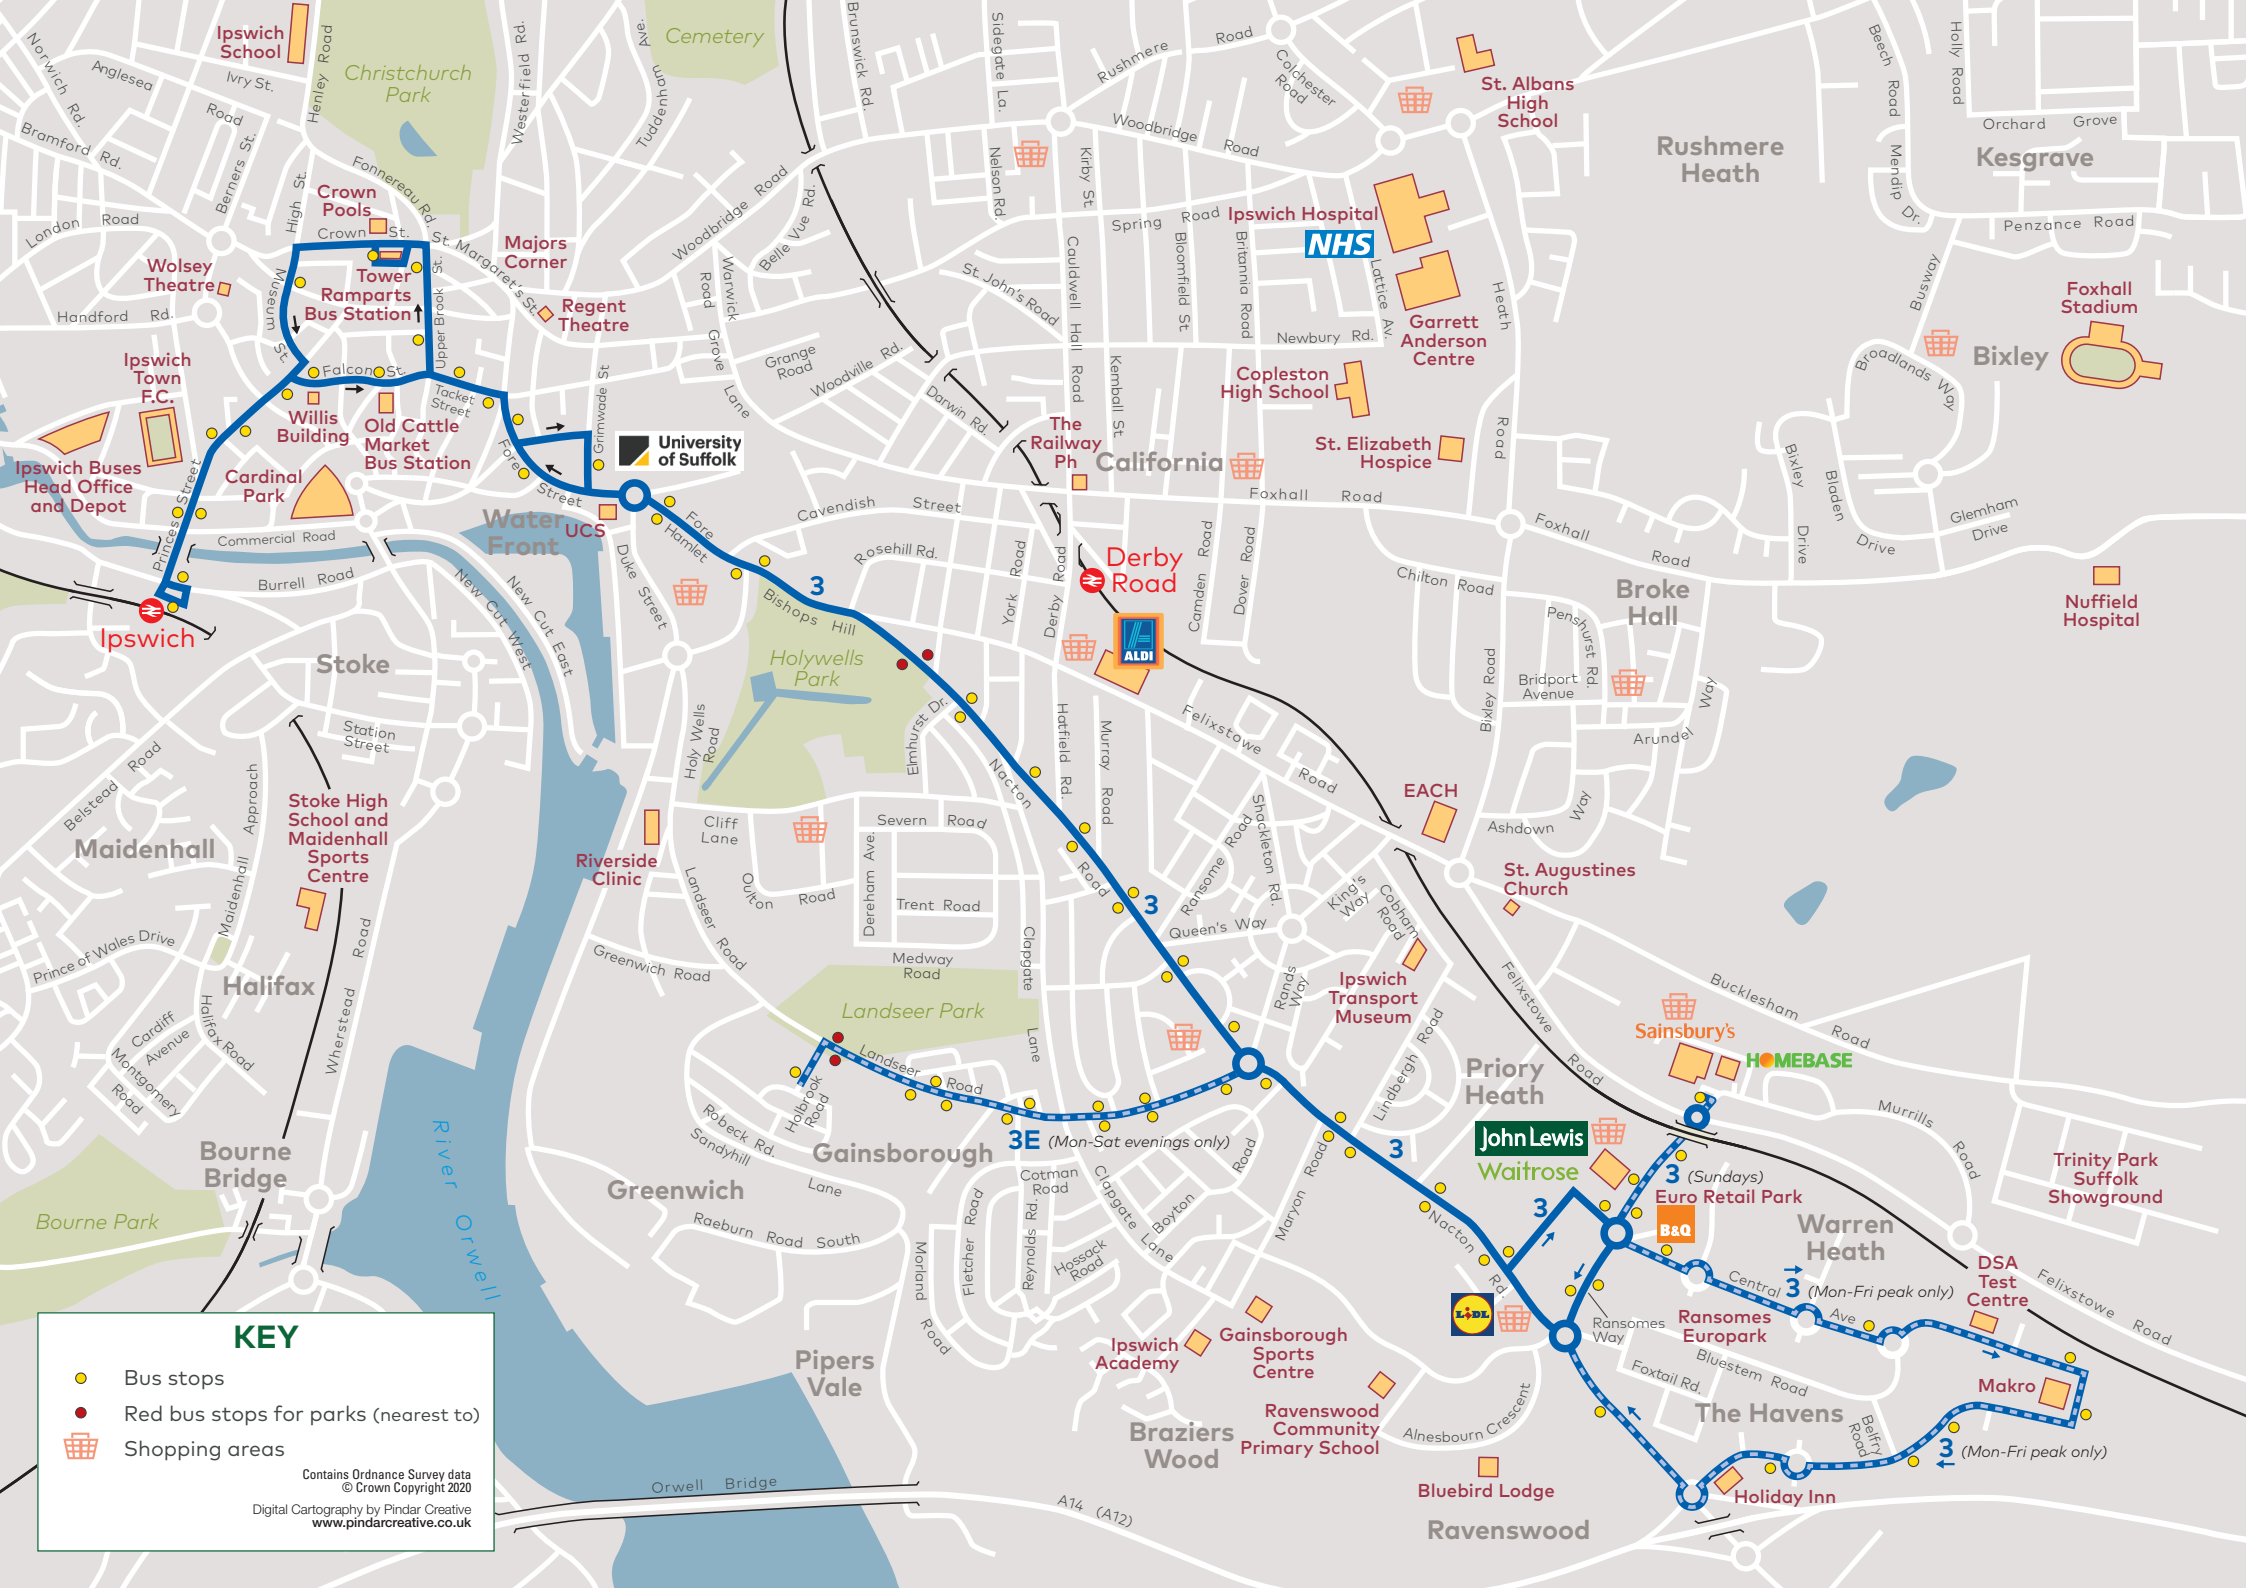 Ipswich
School
Norwich Rd.
Anglesea
Road
Ivry St.
Henley Road
Bramford Rd.
Berners St.
High St.
Christchurch
Park
Fonnereau Rd.
Westerfield Rd.
Cemetery
Tuddenham
Ave.
Brunswick Rd.
Sidegate La.
Rushmere Road
Colchester
Road
St. Albans
High
School
Woodbridge Road
Nelson Rd.
Kirby St.
Rushmere
Heath
Beech Road
Holly Road
Orchard Grove
Kesgrave
Mendip Dr.
Penzance Road
London Road
Crown
Pools
Crown St.
St. Margaret's St.
Majors
Corner
Woodbridge Road
Belle Vue Rd.
Spring Road
Ipswich Hospital
NHS
Wolsey
Theatre
Museum St.
Tower
Ramparts
Bus Station
Upper Brook St.
Regent
Theatre
Warwick
Road
Grove
Lane
St. John's Road
Cauldwell Hall Road
Bloomfield St
Britannia Road
Lattice Av.
Heath
Road
Garrett
Anderson
Centre
Busway
Foxhall
Stadium
Handford Rd.
Newbury Rd.
Grange
Road
Woodville Rd.
Kemball St
Bixley
Broadlands Way
Ipswich
Town
F.C.
Falcon St.
Tacket
Street
Grimwade St
Darwin Rd.
Copleston
High School
Willis
Building
Old Cattle
Market
Bus Station
University
of Suffolk
The
Railway
Ph
California
St. Elizabeth
Hospice
Bixley
Drive
Bladen
Drive
Glemham
Drive
Ipswich Buses
Head Office
and Depot
Princes Street
Cardinal
Park
Fore
Street
Commercial Road
Water
Front
UCS
Fore
Hamlet
Cavendish Street
Foxhall Road
Foxhall
Road
Rosehill Rd.
York Road
Derby Road
Derby
Road
Camden Road
Dover Road
Chilton Road
Broke
Hall
Nuffield
Hospital
Ipswich
Burrell Road
New Cut West
New Cut East
Duke Street
3
Bishops
Hill
ALDI
Penshurst Rd.
Bridport
Avenue
Bixley Road
Stoke
Holywells
Park
Station
Street
Holy Wells
Road
Elmhurst Dr.
Hatfield Rd.
Murray Road
Felixstowe
Road
Arundel Way
Belstead Road
Nacton
Road
EACH
Ashdown Way
Maidenhall
Maidenhall
Approach
Stoke High
School and
Maidenhall
Sports
Centre
Riverside
Clinic
Cliff
Lane
Severn Road
Oulton
Road
Dereham Ave.
Trent Road
3
Ransome Road
Shackleton Rd.
King's
Way
Cobham
Road
St. Augustines
Church
Landseer Road
Clapgate
Lane
Queen's Way
Prince of Wales Drive
Halifax
Wherstead Road
Greenwich Road
Medway
Road
Rands
Way
Ipswich
Transport
Museum
Felixstowe
Road
Bucklesham
Road
Cardiff
Avenue
Halifax Road
Montgomery
Road
Landseer Park
Landseer
Road
Lindbergh Road
Priory
Heath
Sainsbury's
HOMEBASE
Holbrook
Road
3E (Mon-Sat evenings only)
3
John Lewis
Waitrose
Murrills
Road
Robeck Rd.
Sandyhill
Lane
Gainsborough
Cotman
Road
3 (Sundays)
Euro Retail Park
B&Q
Trinity Park
Suffolk
Showground
Bourne
Bridge
River Orwell
Greenwich
Clapgate
Lane
Boyton
Road
Maryon Road
3
Warren
Heath
Bourne Park
Raeburn Road South
Morland
Road
Fletcher Road
Reynolds Rd.
Hossack
Road
Nacton
Rd.
DSA
Test
Centre
Felixstowe
Road
Central
Ave
3 (Mon-Fri peak only)
LIDL
Ransomes
Way
Ransomes
Europark
KEY
Bus stops
Red bus stops for parks (nearest to)
Shopping areas
Contains Ordnance Survey data
© Crown Copyright 2020
Digital Cartography by Pindar Creative
www.pindarcreative.co.uk
Pipers
Vale
Ipswich
Academy
Gainsborough
Sports
Centre
Foxtail Rd.
Bluestem Road
Makro
Braziers
Wood
Ravenswood
Community
Primary School
Alnesbourn Crescent
The Havens
Belfry
Road
3 (Mon-Fri peak only)
Orwell Bridge
A14 (A12)
Bluebird Lodge
Holiday Inn
Ravenswood